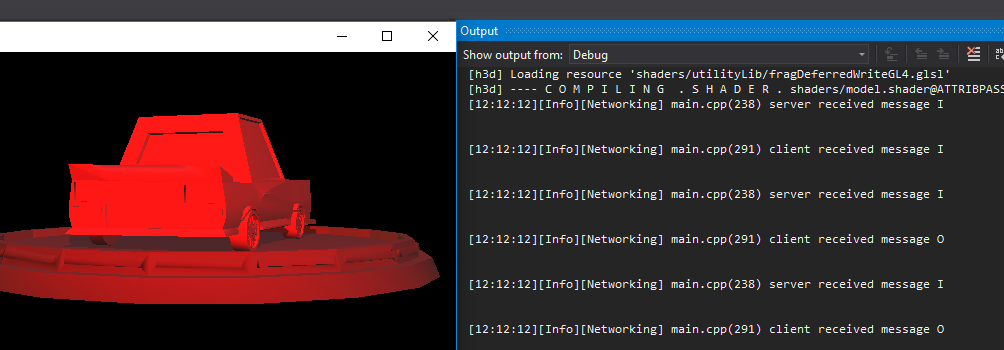 Output
Show output from: Debug
[h3d] Loading resource 'shaders/utilityLib/fragDeferredWriteGL4.glsl'
[h3d] ---- C O M P I L I N G . S H A D E R . shaders/model.shader@ATTRIBPASS
[12:12:12][Info][Networking] main.cpp(238) server received message I
[12:12:12][Info][Networking] main.cpp(291) client received message I
[12:12:12][Info][Networking] main.cpp(238) server received message I
[12:12:12][Info][Networking] main.cpp(291) client received message O
[12:12:12][Info][Networking] main.cpp(238) server received message I
[12:12:12][Info][Networking] main.cpp(291) client received message O